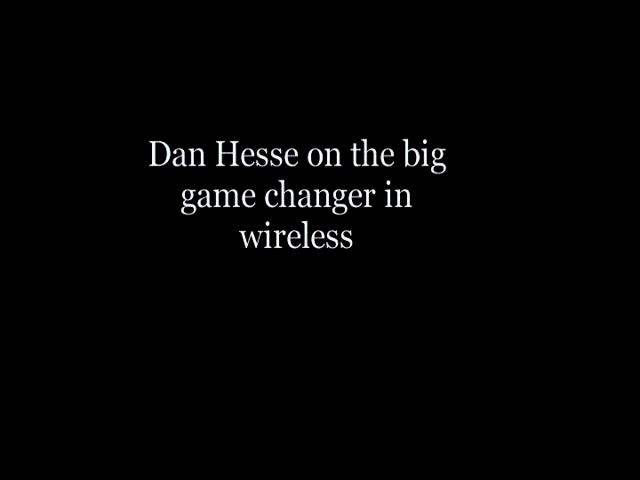 Dan Hesse on the big
game changer in
wireless